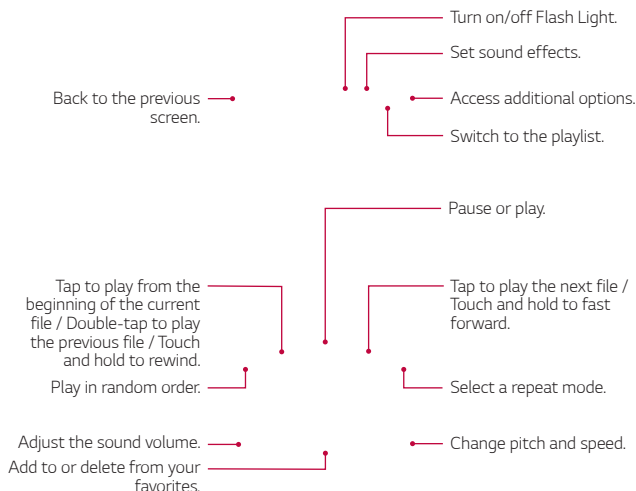 Turn on/off Flash Light.
Set sound effects.
Back to the previous
screen.
Access additional options.
Switch to the playlist.
Pause or play.
Tap to play from the
beginning of the current
file / Double-tap to play
the previous file / Touch
and hold to rewind.
Tap to play the next file /
Touch and hold to fast
forward.
Play in random order.
Select a repeat mode.
Adjust the sound volume.
Change pitch and speed.
Add to or delete from your
favorites.